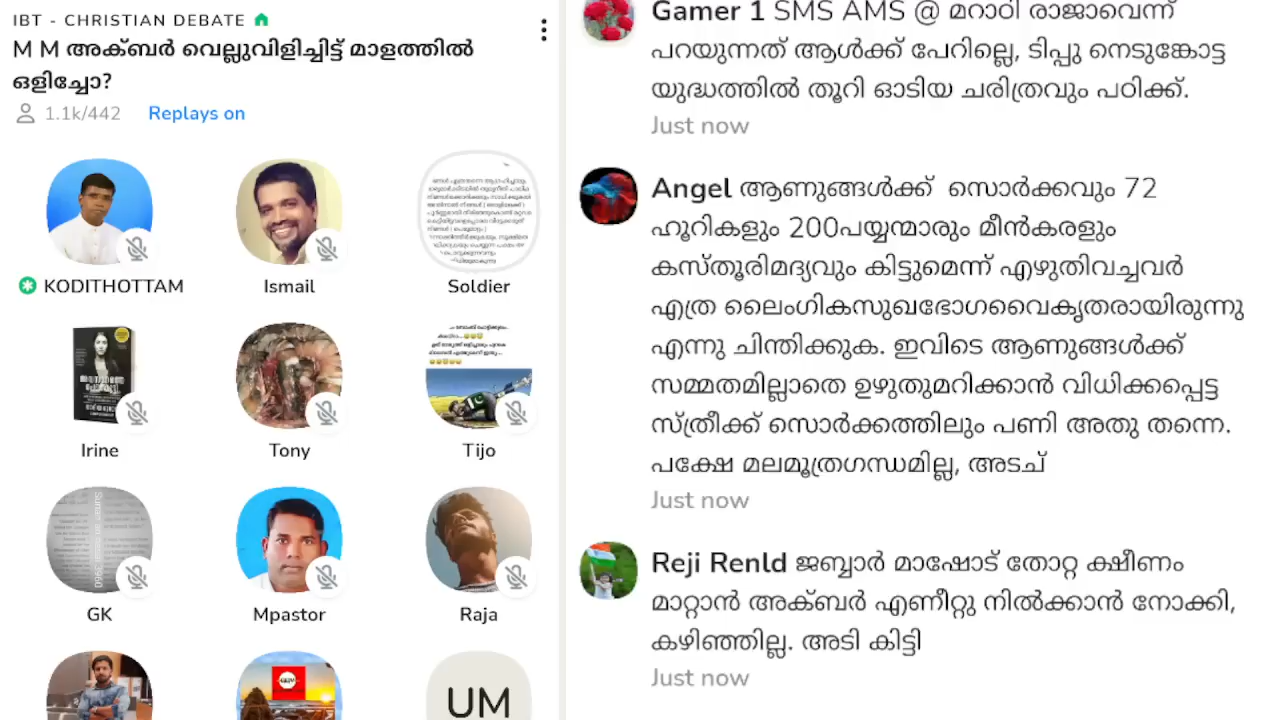 IBT - CHRISTIAN DEBATE
M M അക്ബർ വെല്ലുവിളിച്ചിട്ട് മാളത്തിൽ
ഒളിച്ചോ?
1.1k/442 Replays on
KODITHOTTAM
Ismail
Soldier
Irine
Tony
Tijo
GK
Mpastor
Raja
UM
Gamer 1 SMS AMS @ മറാഠി രാജാവെന്ന്
പറയുന്നത് ആൾക്ക് പേറില്ലെ, ടിപ്പു നെടുങ്കോട്ട
യുദ്ധത്തിൽ തൂറി ഓടിയ ചരിത്രവും പഠിക്ക്.
Just now
Angel ആണുങ്ങൾക്ക് സൊർക്കവും 72
ഹൂറികളും 200പയ്യന്മാരും മീൻകരളും
കസ്തൂരിമദ്യവും കിട്ടുമെന്ന് എഴുതിവച്ചവർ
എത്ര ലൈംഗികസുഖഭോഗവൈകൃതരായിരുന്നു
എന്നു ചിന്തിക്കുക. ഇവിടെ ആണുങ്ങൾക്ക്
സമ്മതമില്ലാതെ ഉഴുതുമറിക്കാൻ വിധിക്കപ്പെട്ട
സ്ത്രീക്ക് സൊർക്കത്തിലും പണി അതു തന്നെ.
പക്ഷേ മലമൂത്രഗന്ധമില്ല, അടച്
Just now
Reji Renld ജബ്ബാർ മാഷോട് തോറ്റ ക്ഷീണം
മാറ്റാൻ അക്ബർ എണീറ്റു നിൽക്കാൻ നോക്കി,
കഴിഞ്ഞില്ല. അടി കിട്ടി
Just now